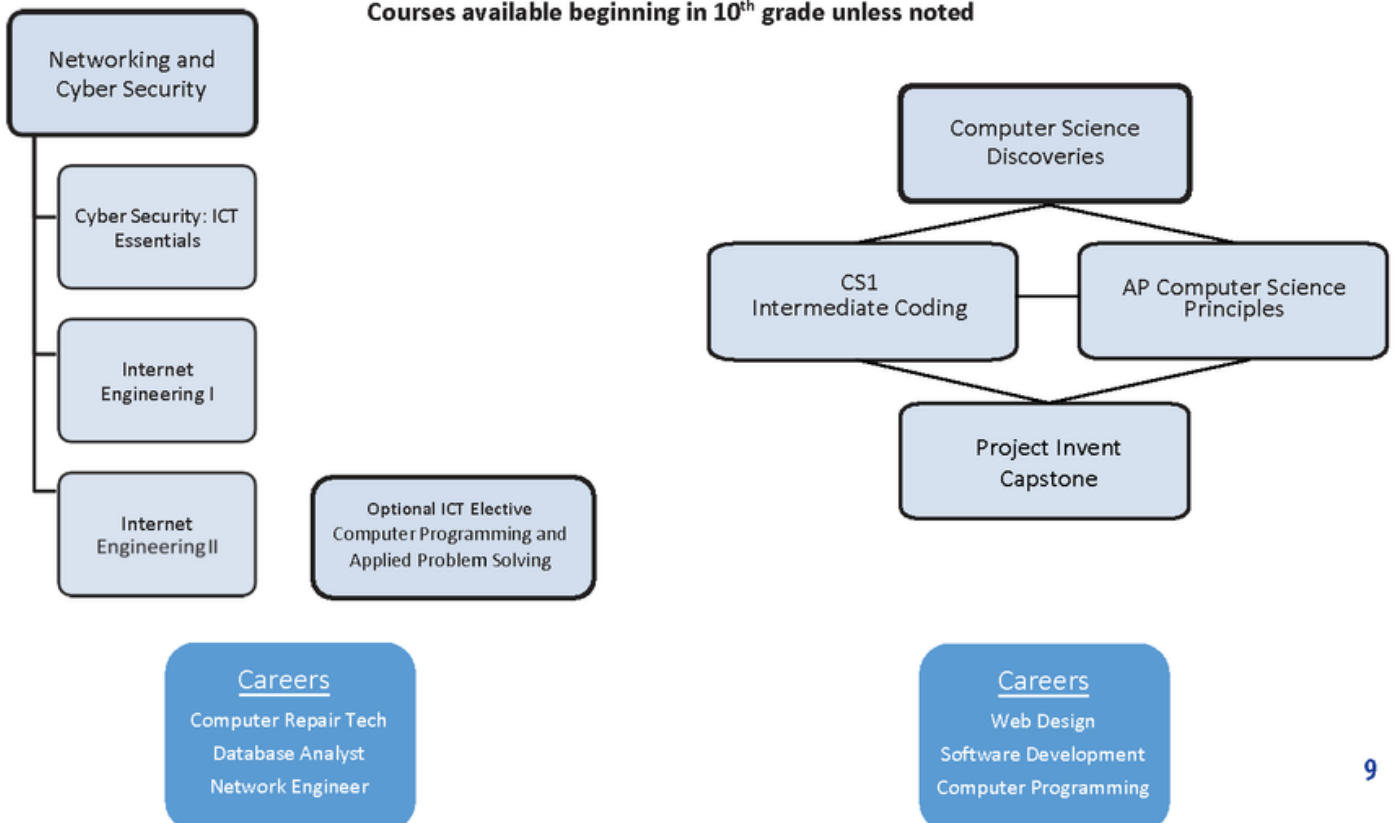 Courses available beginning in 10th grade unless noted
Networking and
Cyber Security
Cyber Security: ICT
Essentials
Internet
Engineering I
Internet
Engineering II
Optional ICT Elective
Computer Programming and
Applied Problem Solving
Careers
Computer Repair Tech
Database Analyst
Network Engineer
Computer Science
Discoveries
CS1
Intermediate Coding
AP Computer Science
Principles
Project Invent
Capstone
Careers
Web Design
Software Development
Computer Programming
9